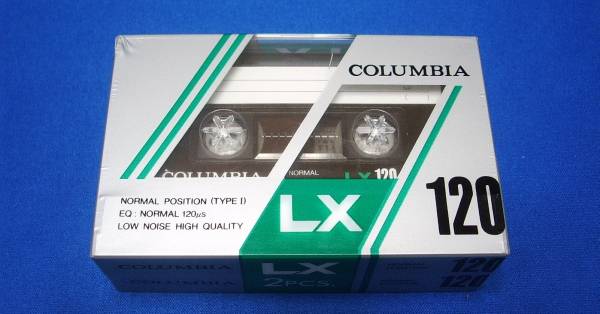 COLUMBIA
COLUMBIA
NORMAL
LX 120
NORMAL POSITION (TYPE I)
EQ : NORMAL 120μs
LOW NOISE HIGH QUALITY
LX
120
COLUMBIA
LX
120
2PCS.
120